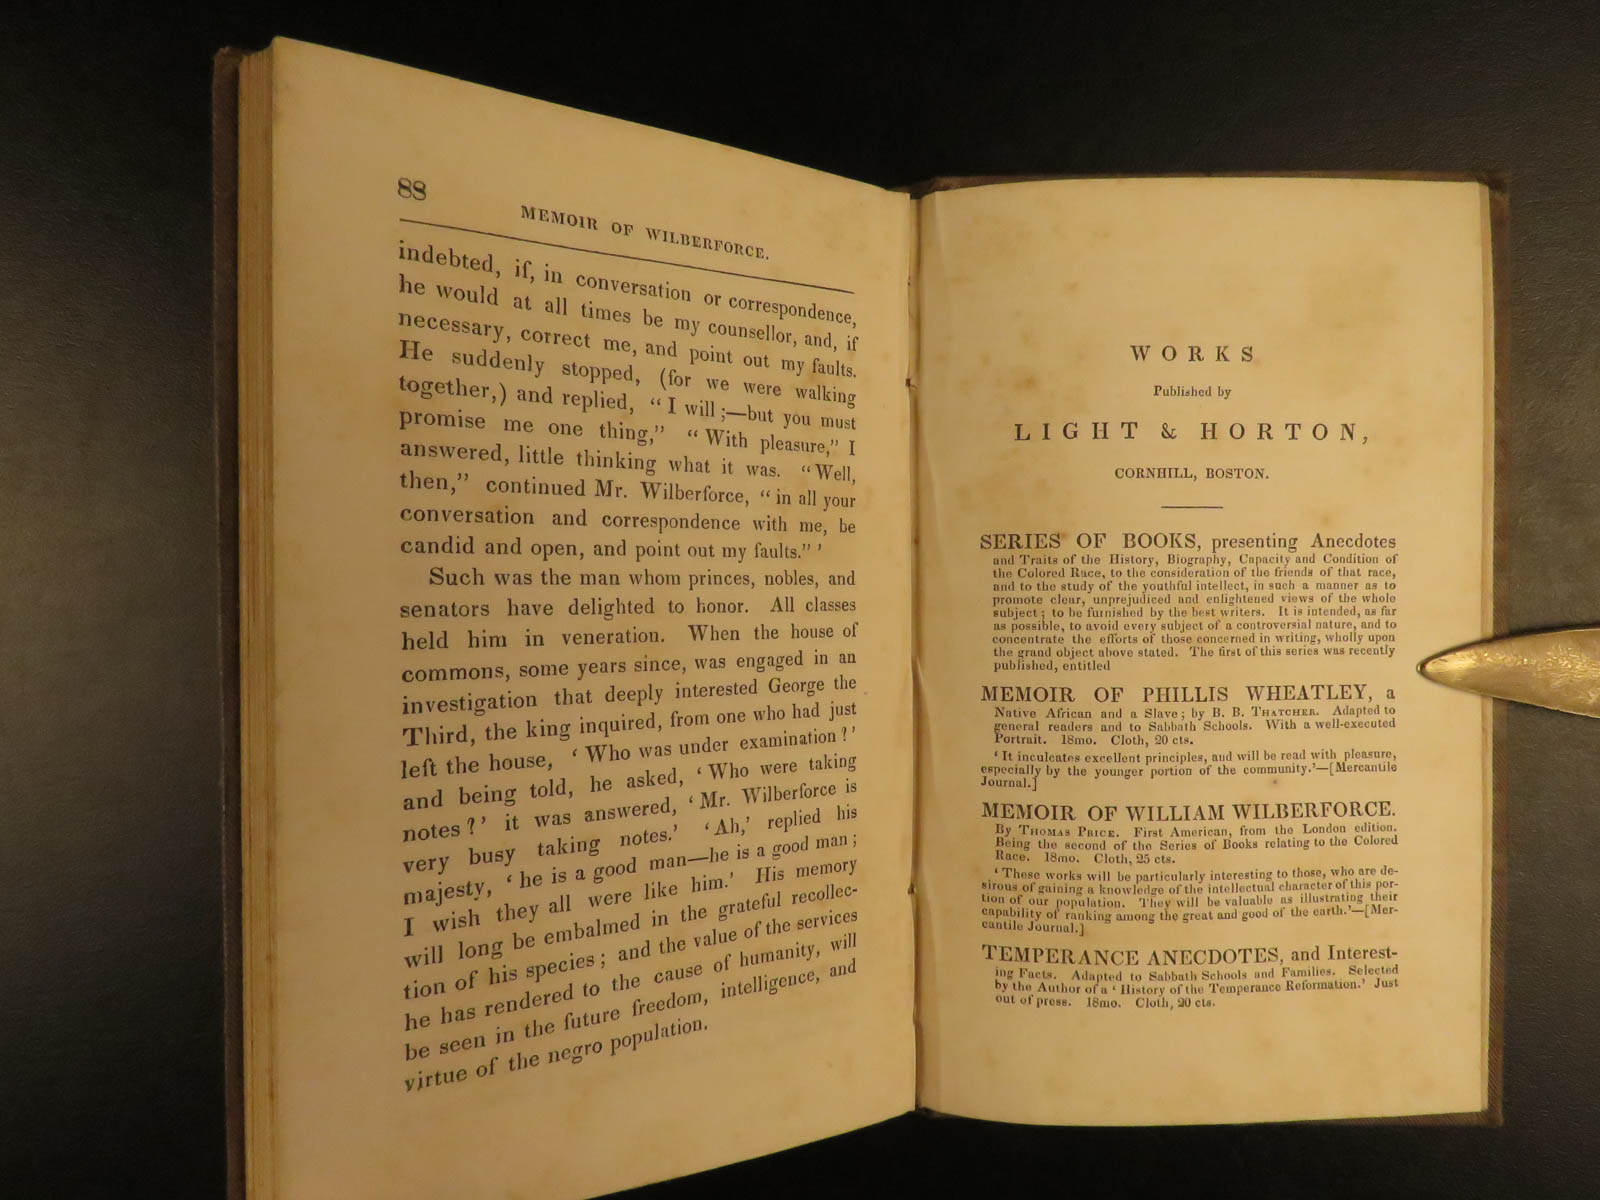 88
MEMOIR OF WILBERFORCE.
indebted, if, in conversation or correspondence,
he would at all times be my counsellor, and, if
necessary, correct me, and point out my faults.
He suddenly stopped, (for we were walking
together,) and replied, “I will;—but you must
promise me one thing,” “With pleasure,” I
answered, little thinking what it was. “Well,
then,” continued Mr. Wilberforce, “in all your
conversation and correspondence with me, be
candid and open, and point out my faults.” ’
Such was the man whom princes, nobles, and
senators have delighted to honor. All classes
held him in veneration. When the house of
commons, some years since, was engaged in an
investigation that deeply interested George the
Third, the king inquired, from one who had just
left the house, ‘Who was under examination?’
and being told, he asked, ‘Who were taking
notes?’ it was answered, ‘Mr. Wilberforce is
very busy taking notes.’ ‘Ah,’ replied his
majesty, ‘he is a good man—he is a good man;
I wish they all were like him.’ His memory
will long be embalmed in the grateful recollec-
tion of his species; and the value of the services
he has rendered to the cause of humanity, will
be seen in the future freedom, intelligence, and
virtue of the negro population.
WORKS
Published by
LIGHT & HORTON,
CORNHILL, BOSTON.
SERIES OF BOOKS, presenting Anecdotes
and Traits of the History, Biography, Capacity and Condition of
the Colored Race, to the consideration of the friends of that race,
and to the study of the youthful intellect, in such a manner as to
promote clear, unprejudiced and enlightened views of the whole
subject; to be furnished by the best writers. It is intended, as far
as possible, to avoid every subject of a controversial nature, and to
concentrate the efforts of those concerned in writing, wholly upon
the grand object above stated. The first of this series was recently
published, entitled
MEMOIR OF PHILLIS WHEATLEY, a
Native African and a Slave; by B. B. THATCHER. Adapted to
general readers and to Sabbath Schools. With a well-executed
Portrait. 18mo. Cloth, 20 cts.
‘It inculcates excellent principles, and will be read with pleasure,
especially by the younger portion of the community.’—[Mercantile
Journal.]
MEMOIR OF WILLIAM WILBERFORCE.
By THOMAS PRICE. First American, from the London edition.
Being the second of the Series of Books relating to the Colored
Race. 18mo. Cloth, 25 cts.
‘These works will be particularly interesting to those, who are de-
sirous of gaining a knowledge of the intellectual character of this por-
tion of our population. They will be valuable as illustrating their
capability of ranking among the great and good of the earth.’—[Mer-
cantile Journal.]
TEMPERANCE ANECDOTES, and Interest-
ing Facts. Adapted to Sabbath Schools and Families. Selected
by the Author of a ‘History of the Temperance Reformation.’ Just
out of press. 18mo. Cloth, 20 cts.